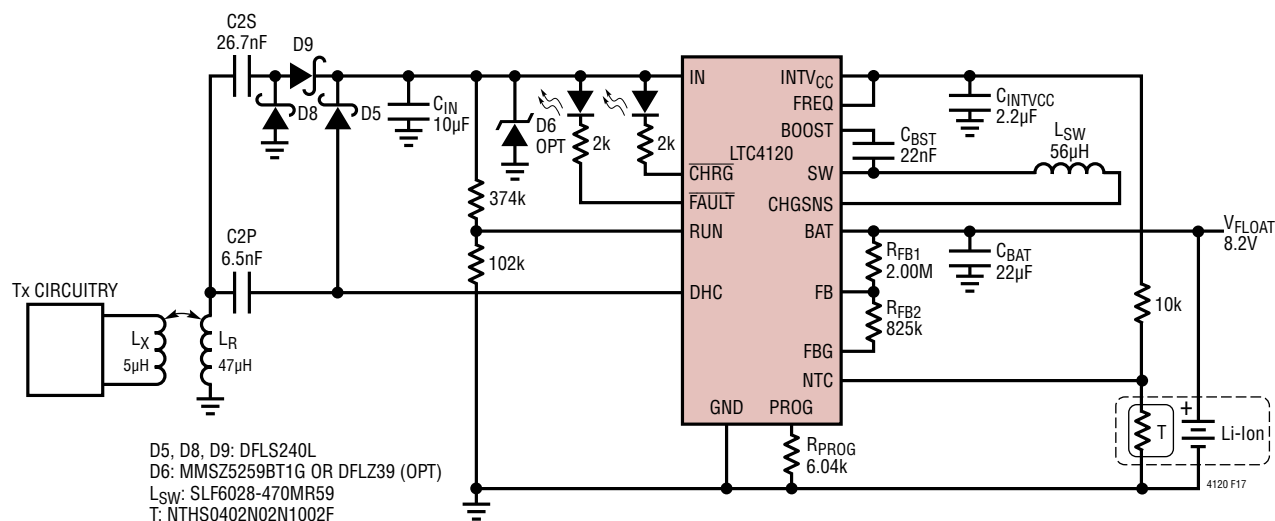 C2S
26.7nF
D9
D8
D5
CIN
10µF
D6
OPT
2k
2k
374k
102k
C2P
6.5nF
Tx CIRCUITRY
LX
5µH
LR
47µH
IN
CHRG
FAULT
RUN
DHC
LTC4120
INTVCC
FREQ
BOOST
SW
CHGSNS
BAT
FB
FBG
NTC
GND
PROG
CINTVCC
2.2µF
CBST
22nF
LSW
56µH
VFLOAT
8.2V
RFB1
2.00M
CBAT
22µF
RFB2
825k
10k
RPROG
6.04k
T
+
Li-Ion
4120 F17
D5, D8, D9: DFLS240L
D6: MMSZ5259BT1G OR DFLZ39 (OPT)
LSW: SLF6028-470MR59
T: NTHS0402N02N1002F